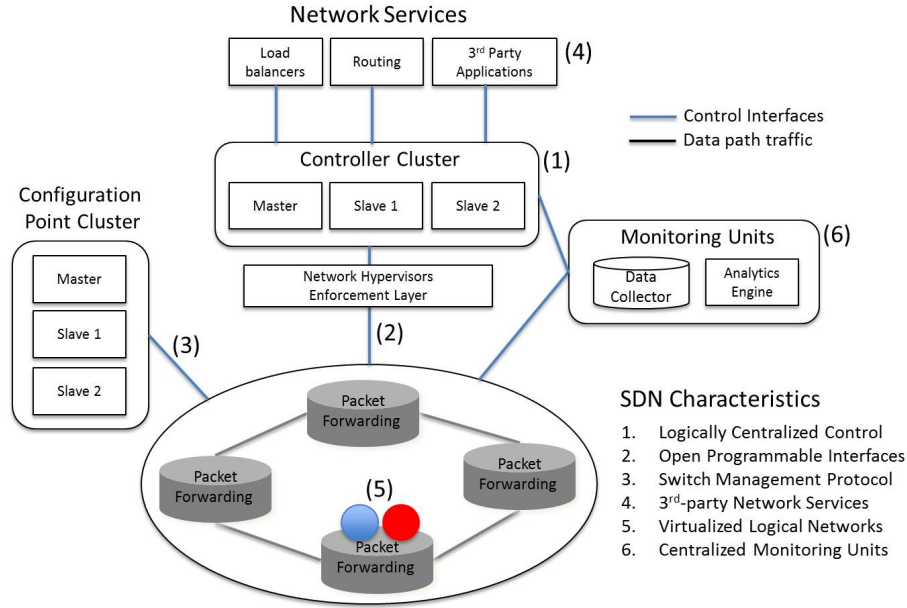 Network Services
Load
balancers
Routing
3rd Party
Applications
(4)
Control Interfaces
Data path traffic
Controller Cluster
(1)
Master
Slave 1
Slave 2
Configuration
Point Cluster
Master
Slave 1
Slave 2
(3)
Network Hypervisors
Enforcement Layer
(2)
Monitoring Units
(6)
Data
Collector
Analytics
Engine
Packet
Forwarding
Packet
Forwarding
Packet
Forwarding
(5)
Packet
Forwarding
SDN Characteristics
1. Logically Centralized Control
2. Open Programmable Interfaces
3. Switch Management Protocol
4. 3rd-party Network Services
5. Virtualized Logical Networks
6. Centralized Monitoring Units